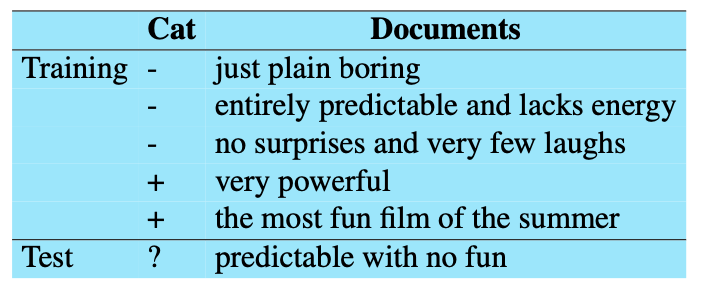 Cat Documents
Training - just plain boring
- entirely predictable and lacks energy
- no surprises and very few laughs
+ very powerful
+ the most fun film of the summer
Test ? predictable with no fun